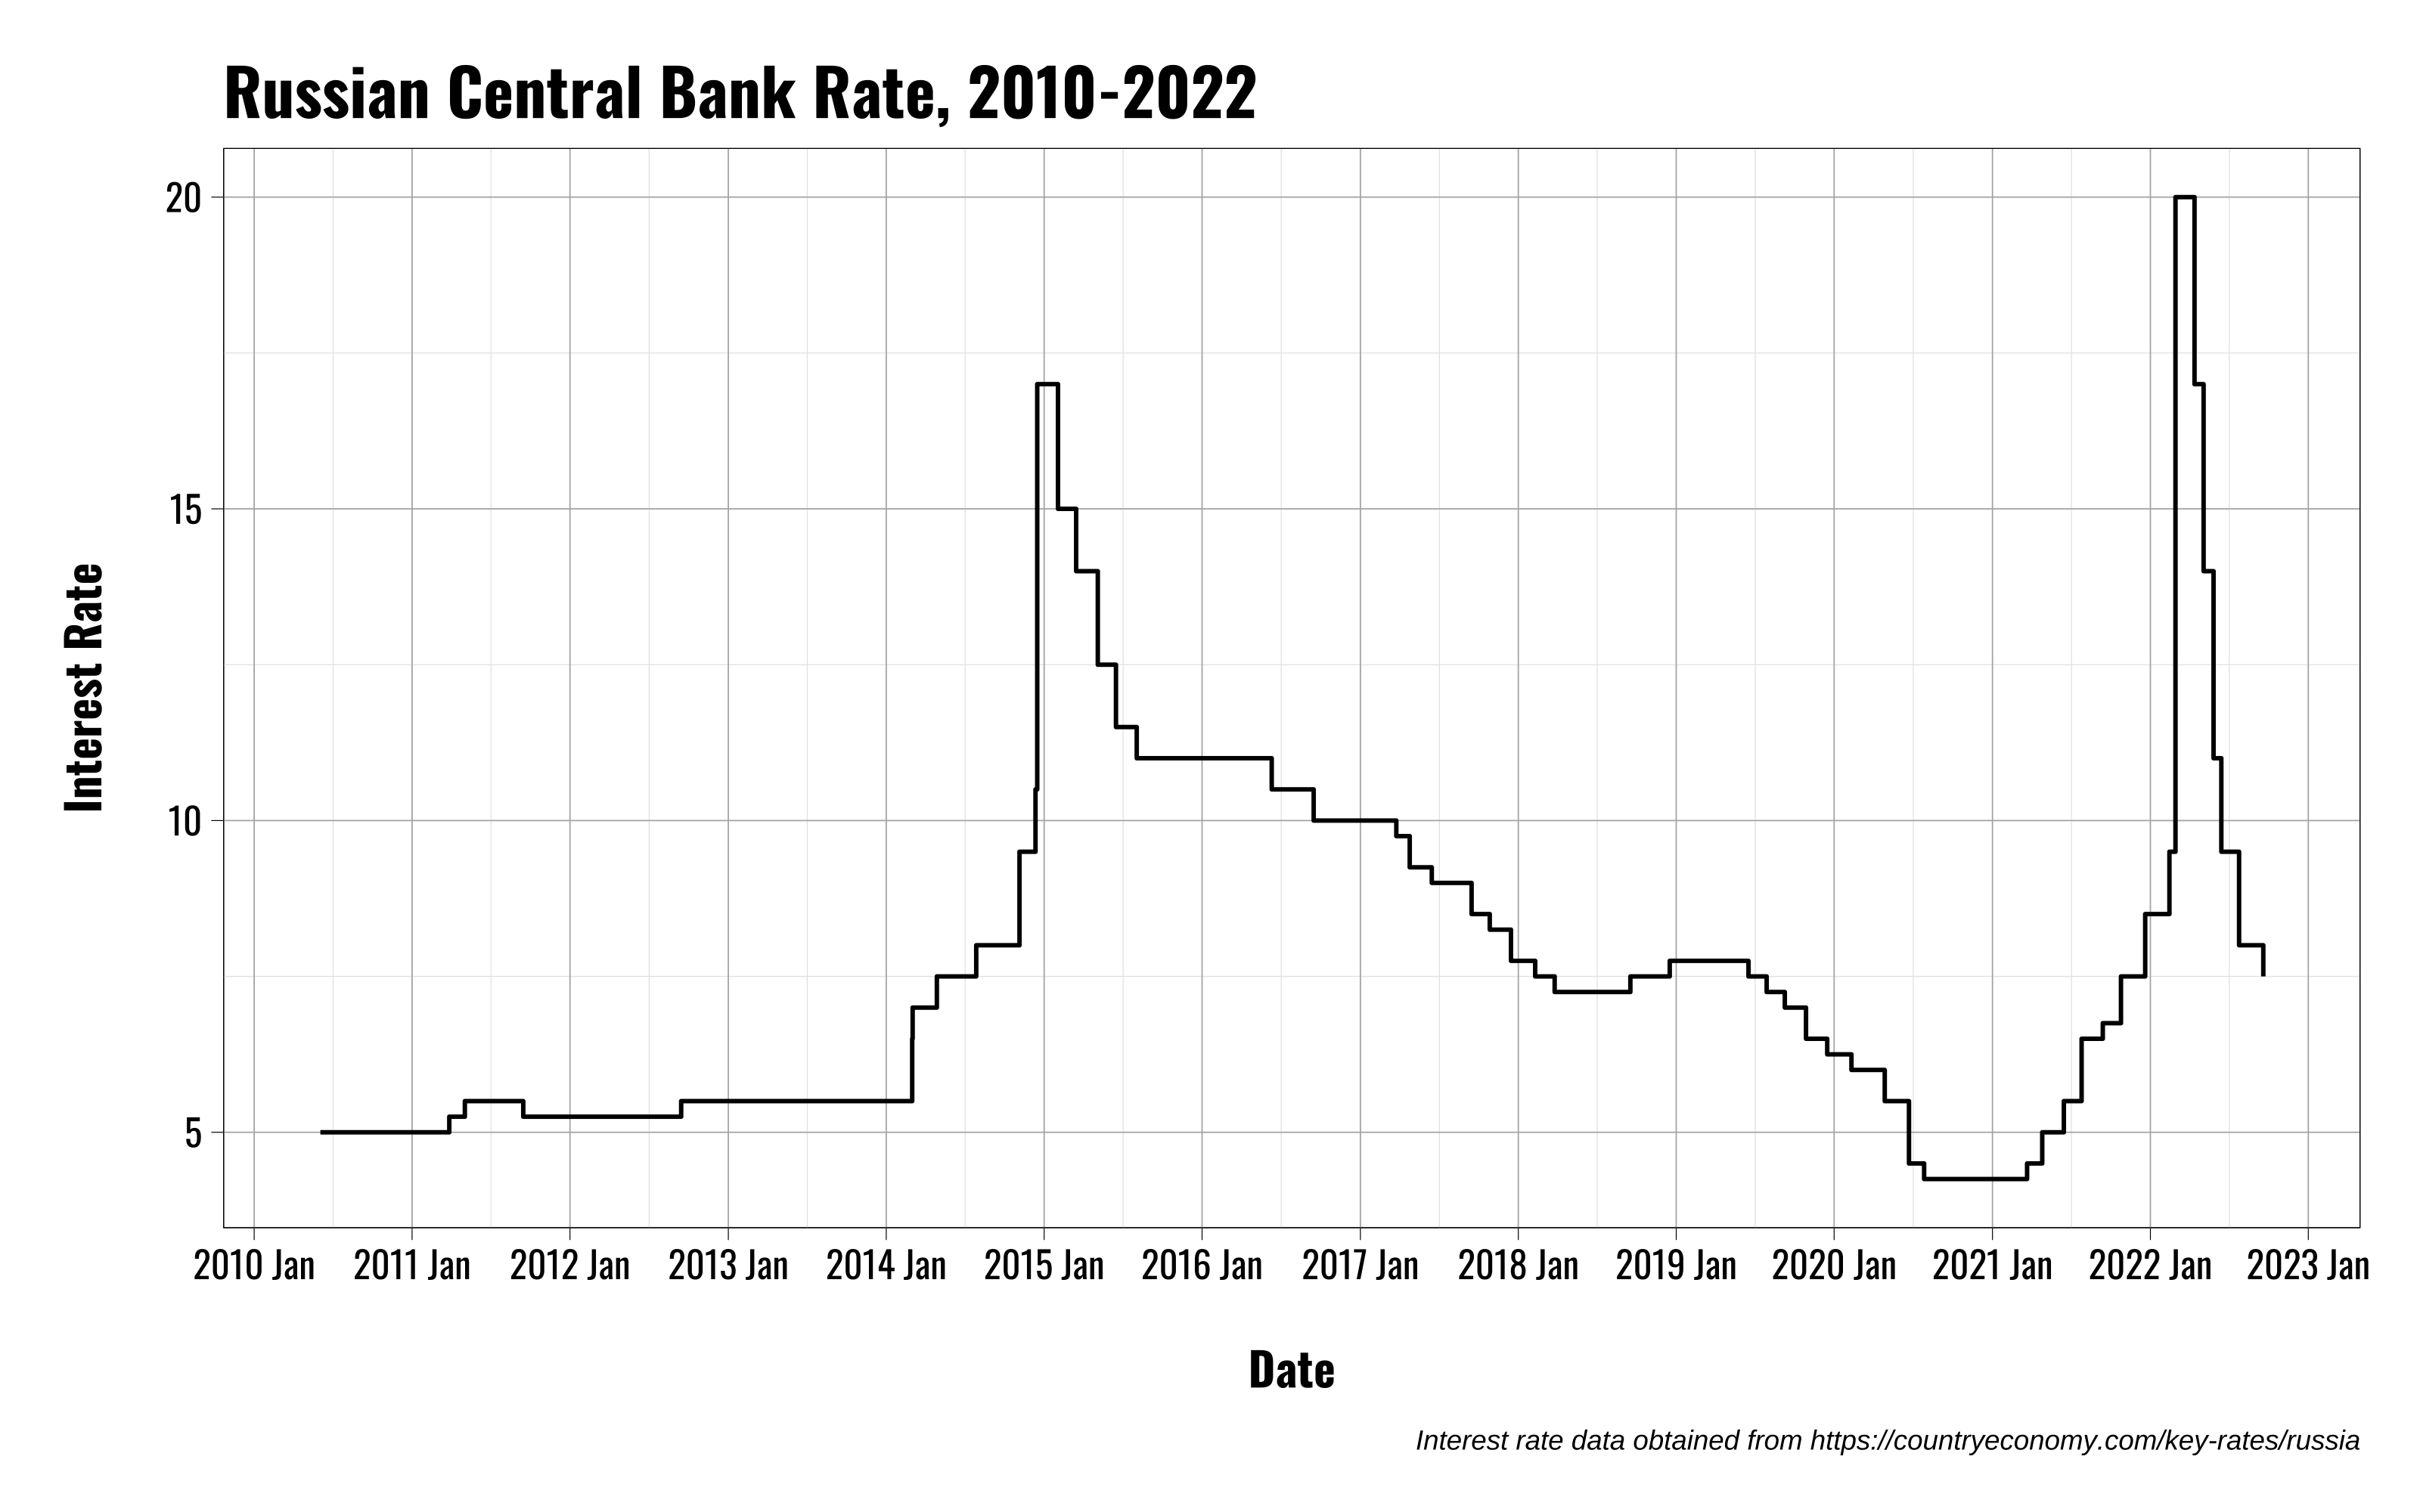 Russian Central Bank Rate, 2010-2022
20
15
10
5
Interest Rate
2010 Jan 2011 Jan 2012 Jan 2013 Jan 2014 Jan 2015 Jan 2016 Jan 2017 Jan 2018 Jan 2019 Jan 2020 Jan 2021 Jan 2022 Jan 2023 Jan
Date
Interest rate data obtained from https://countryeconomy.com/key-rates/russia